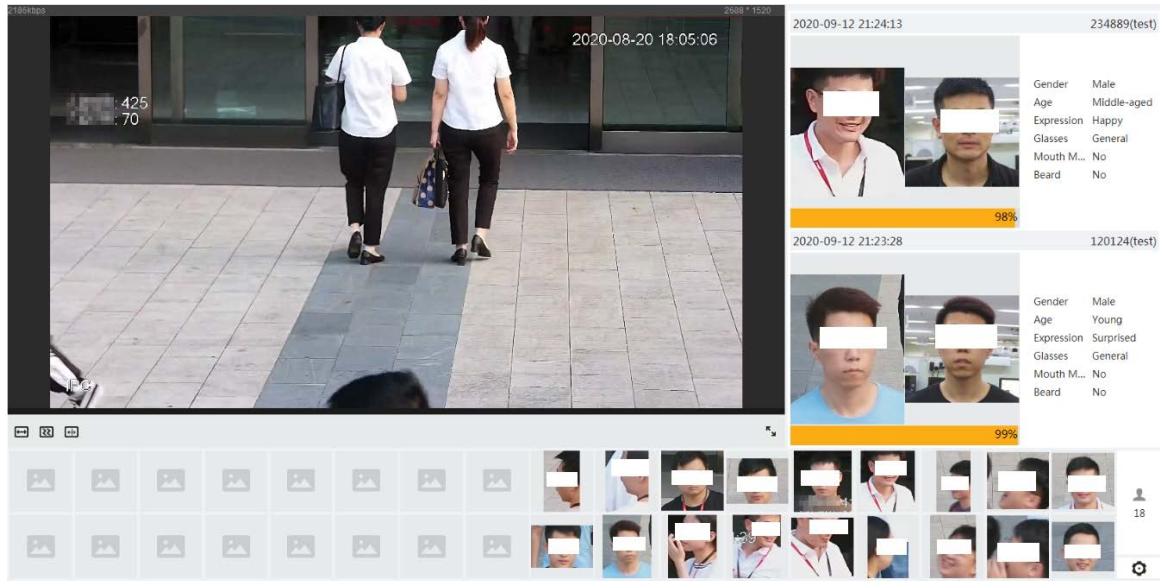 2185kbps
2688 * 1520
2020-08-20 18:05:06
: 425
: 70
IPC
2020-09-12 21:24:13 234889(test)
Gender Male
Age Middle-aged
Expression Happy
Glasses General
Mouth M... No
Beard No
98%
2020-09-12 21:23:28 120124(test)
Gender Male
Age Young
Expression Surprised
Glasses General
Mouth M... No
Beard No
99%
18